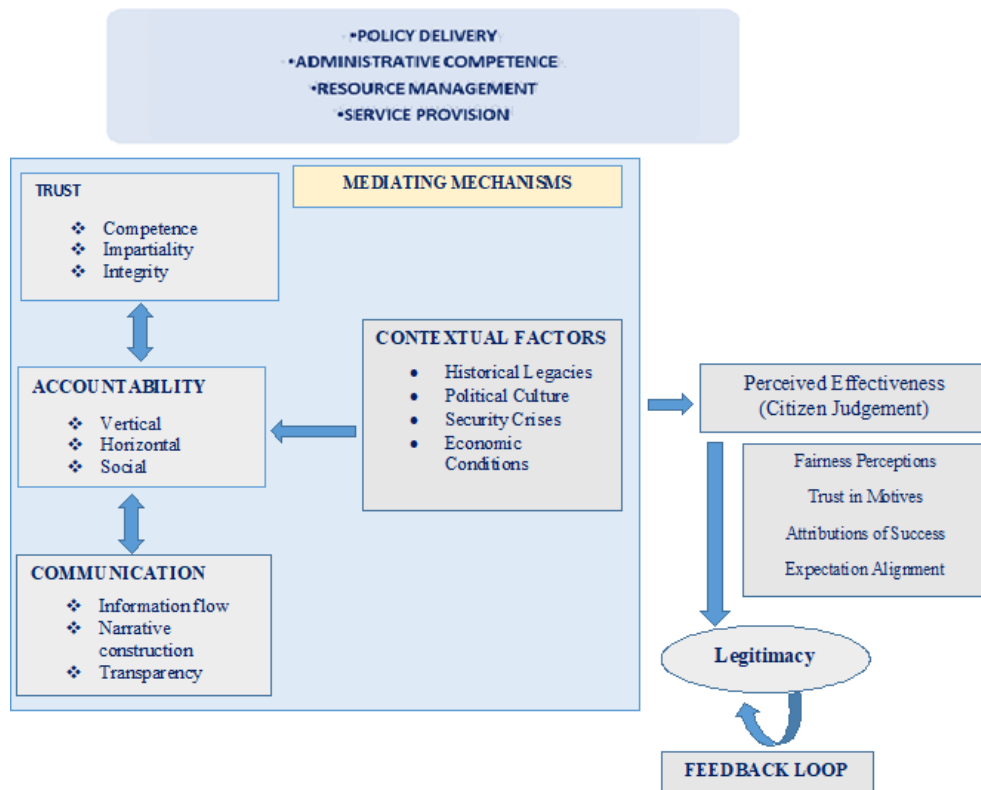 •POLICY DELIVERY
•ADMINISTRATIVE COMPETENCE
•RESOURCE MANAGEMENT
•SERVICE PROVISION
MEDIATING MECHANISMS
TRUST
❖ Competence
❖ Impartiality
❖ Integrity
ACCOUNTABILITY
❖ Vertical
❖ Horizontal
❖ Social
COMMUNICATION
❖ Information flow
❖ Narrative
construction
❖ Transparency
CONTEXTUAL FACTORS
• Historical Legacies
• Political Culture
• Security Crises
• Economic
Conditions
Perceived Effectiveness
(Citizen Judgement)
Fairness Perceptions
Trust in Motives
Attributions of Success
Expectation Alignment
Legitimacy
FEEDBACK LOOP